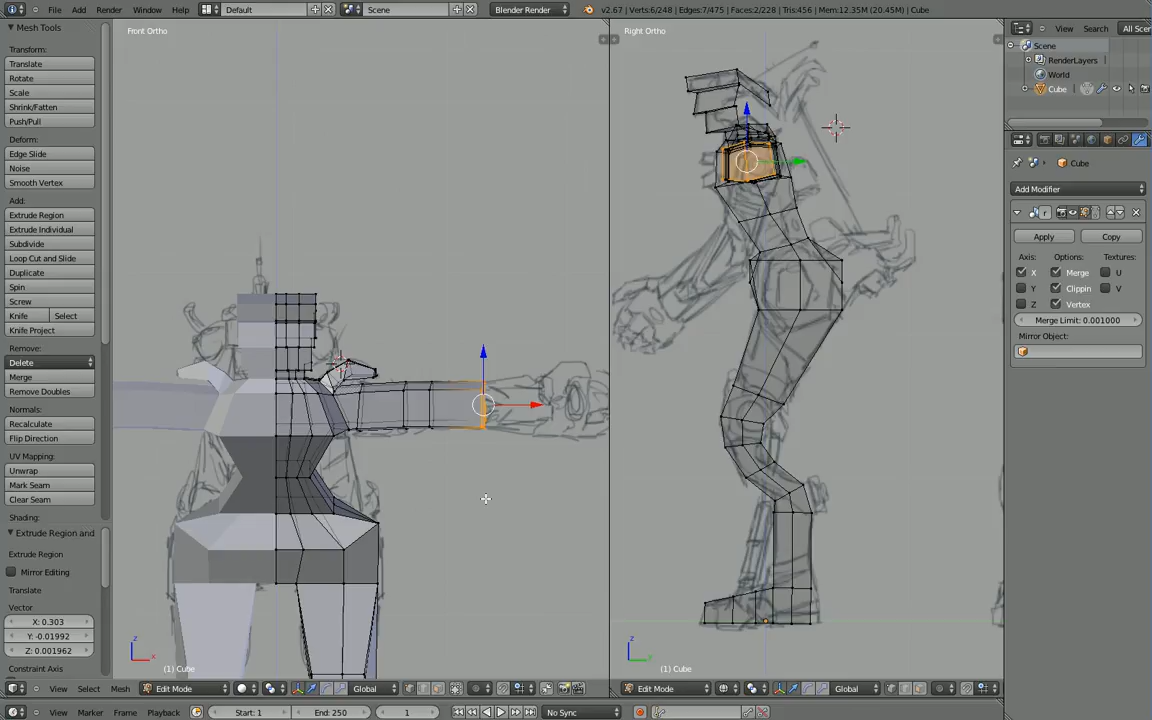 File Add Render Window Help Default Scene Blender Render v2.67 | Verts:6/248 | Edges:7/475 | Faces:2/228 | Tris:456 | Mem:12.35M (20.45M) | Cube
Mesh Tools
Transform:
Translate
Rotate
Scale
Shrink/Fatten
Push/Pull
Deform:
Edge Slide
Noise
Smooth Vertex
Add:
Extrude Region
Extrude Individual
Subdivide
Loop Cut and Slide
Duplicate
Spin
Screw
Knife Select
Knife Project
Remove:
Delete
Merge
Remove Doubles
Normals:
Recalculate
Flip Direction
UV Mapping:
Unwrap
Mark Seam
Clear Seam
Shading:
Extrude Region and
Extrude Region
Mirror Editing
Translate
Vector
X: 0.303
Y: -0.01992
Z: 0.001962
Constraint Axis
Front Ortho
z
x
(1) Cube
View Select Mesh Edit Mode Global
Right Ortho
z
y
(1) Cube
Edit Mode Global
View Search All Scen
Scene
RenderLayers
World
Cube
Cube
Add Modifier
Apply Copy
Axis: Options: Textures:
X Merge U
Y Clippin V
Z Vertex
Merge Limit: 0.001000
Mirror Object:
View Marker Frame Playback Start: 1 End: 250 1 No Sync